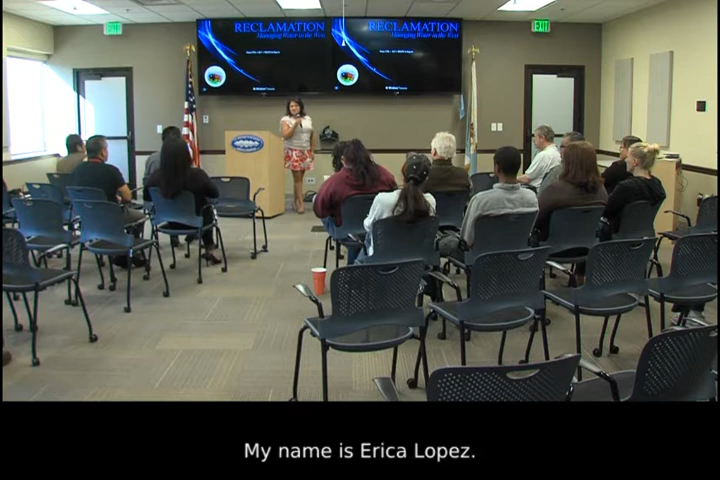 RECLAMATION
Managing Water in the West
RECLAMATION
Managing Water in the West
EXIT
EXIT
My name is Erica Lopez.